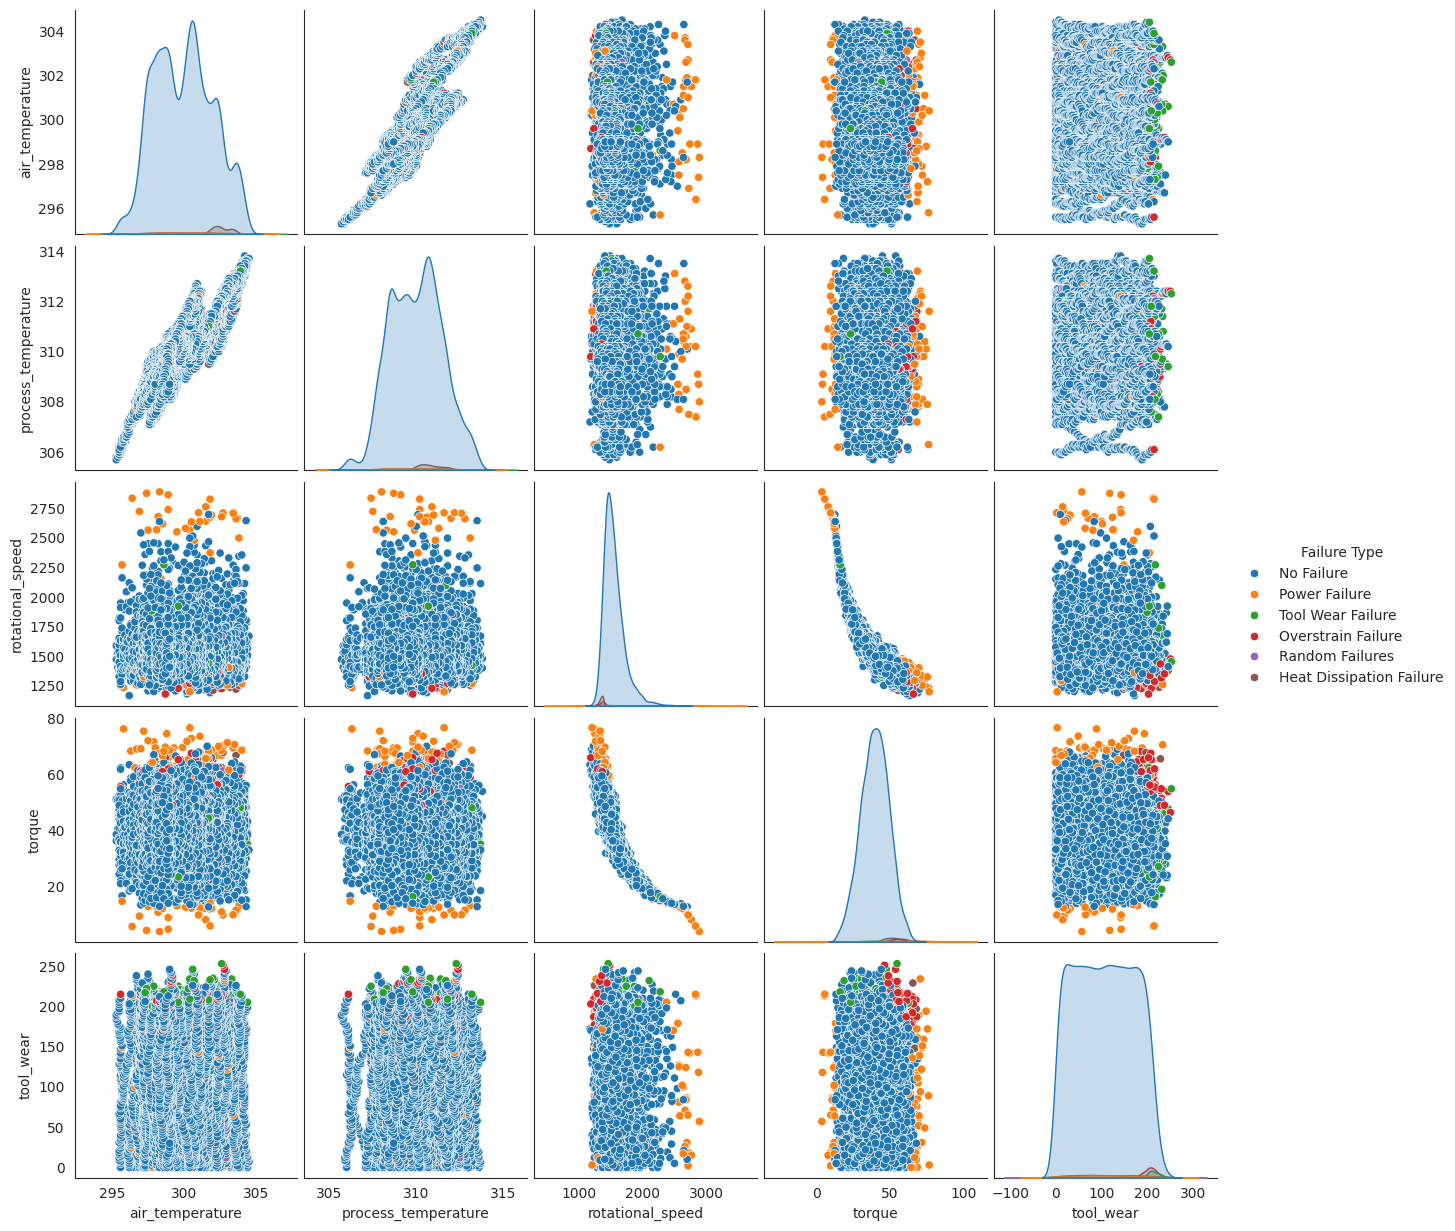 304
302
300
298
296
air_temperature
314
312
310
308
306
process_temperature
2750
2500
2250
2000
1750
1500
1250
rotational_speed
Failure Type
No Failure
Power Failure
Tool Wear Failure
Overstrain Failure
Random Failures
Heat Dissipation Failure
80
60
40
20
torque
250
200
150
100
50
0
tool_wear
295 300 305 305 310 315 1000 2000 3000 0 50 100 −100 0 100 200 300
air_temperature process_temperature rotational_speed torque tool_wear